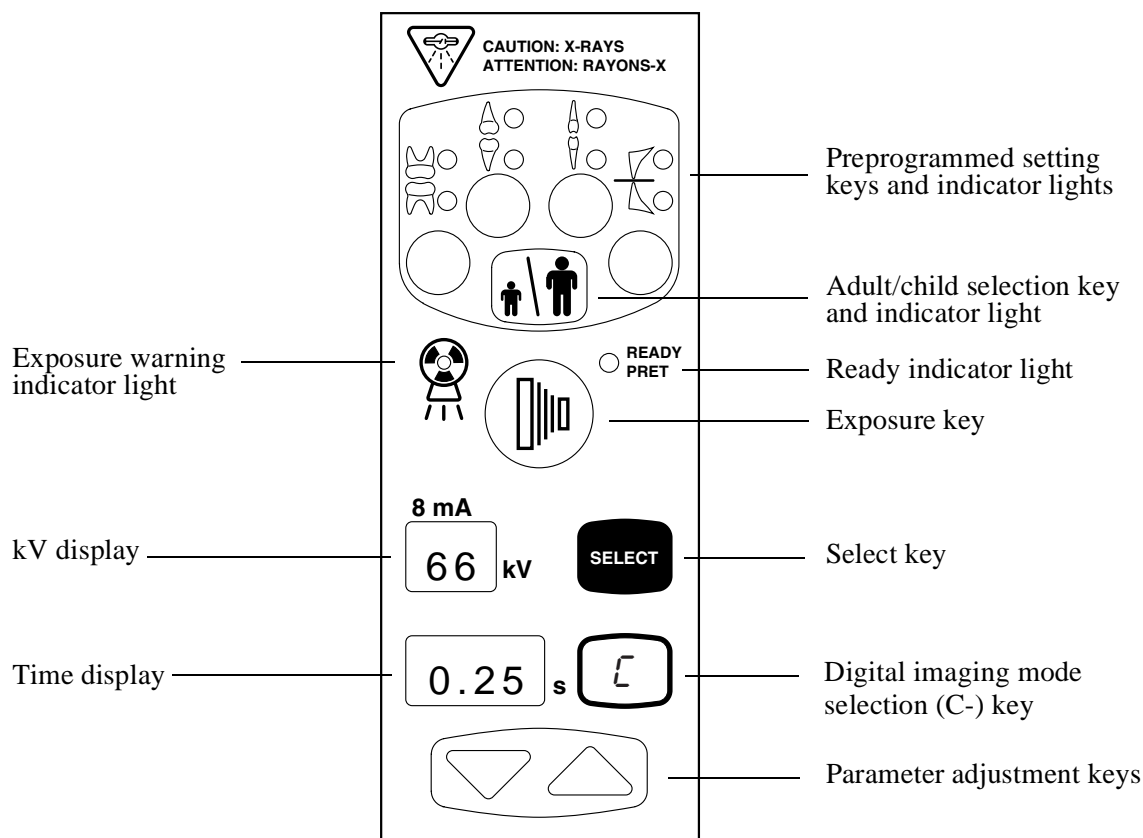 CAUTION: X-RAYS
ATTENTION: RAYONS-X
Preprogrammed setting
keys and indicator lights
Adult/child selection key
and indicator light
Exposure warning
indicator light
READY
PRET
Ready indicator light
Exposure key
8 mA
kV display
66 kV
SELECT
Select key
Time display
0.25 s
C
Digital imaging mode
selection (C-) key
Parameter adjustment keys